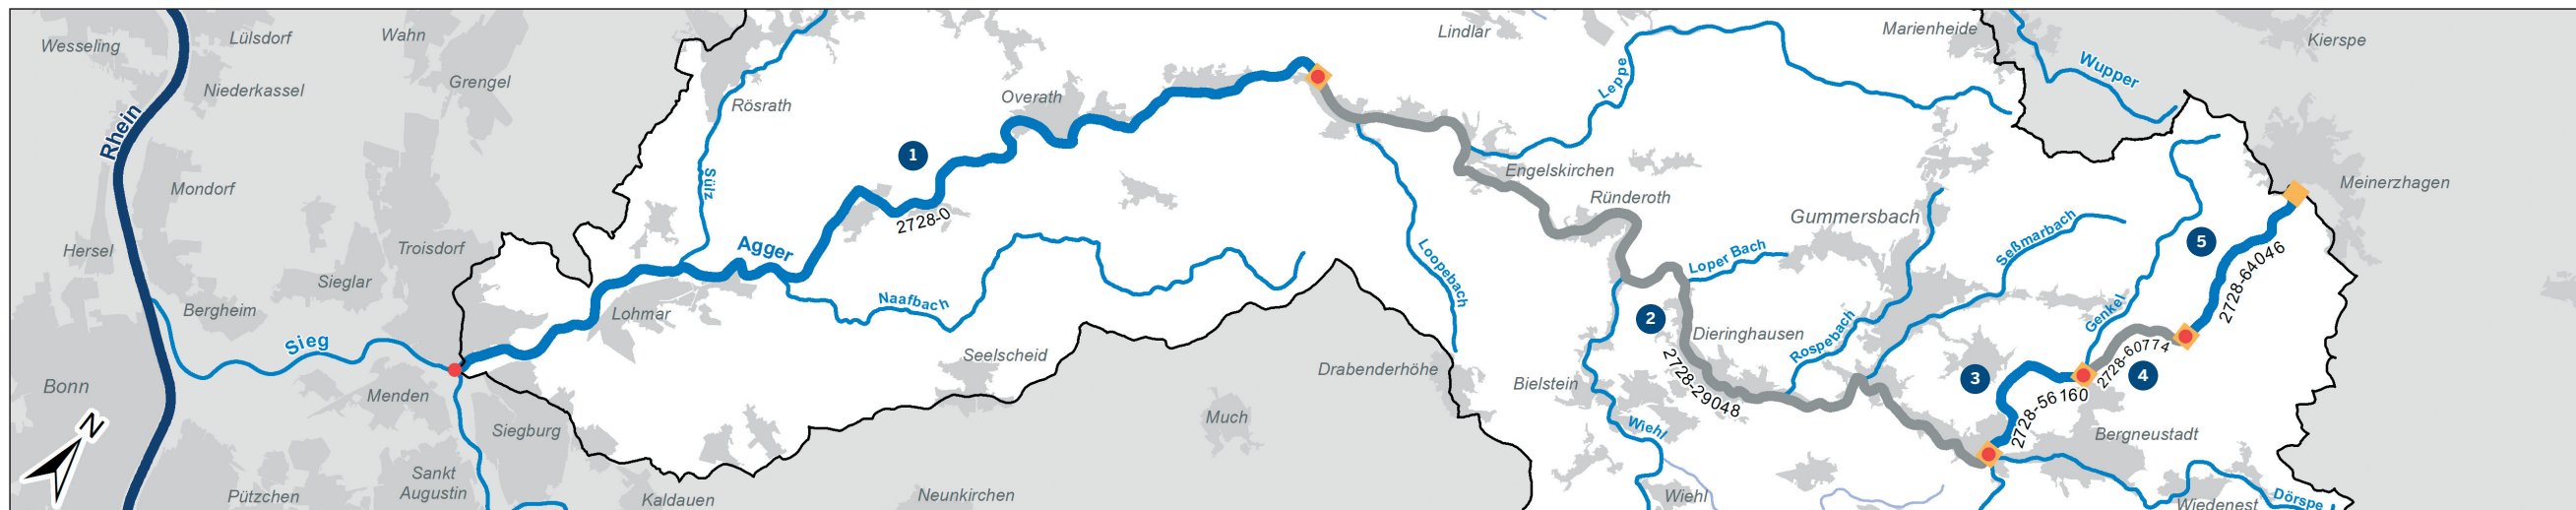 Wesseling
Lülsdorf
Wahn
Grengel
Niederkassel
Rhein
Mondorf
Hersel
Troisdorf
Sieglar
Bergheim
Sieg
Bonn
Menden
N
Siegburg
Sankt
Augustin
Pützchen
Kaldauen
Neunkirchen
Rösrath
Sülz
Overath
1
2728-0
Agger
Lohmar
Naafbach
Seelscheid
Much
Drabenderhöhe
Loopebach
Lindlar
Leppe
Engelskirchen
Ründeroth
Marienheide
Wupper
Kierspe
Meinerzhagen
Gummersbach
Loper Bach
Seßmarbach
5
2728-64046
Genkel
2
Dieringhausen
Rospebach
2728-29048
Bielstein
Wiehl
Wiehl
3
2728-56160
2728-60774
4
Bergneustadt
Wiedenest
Dörspe